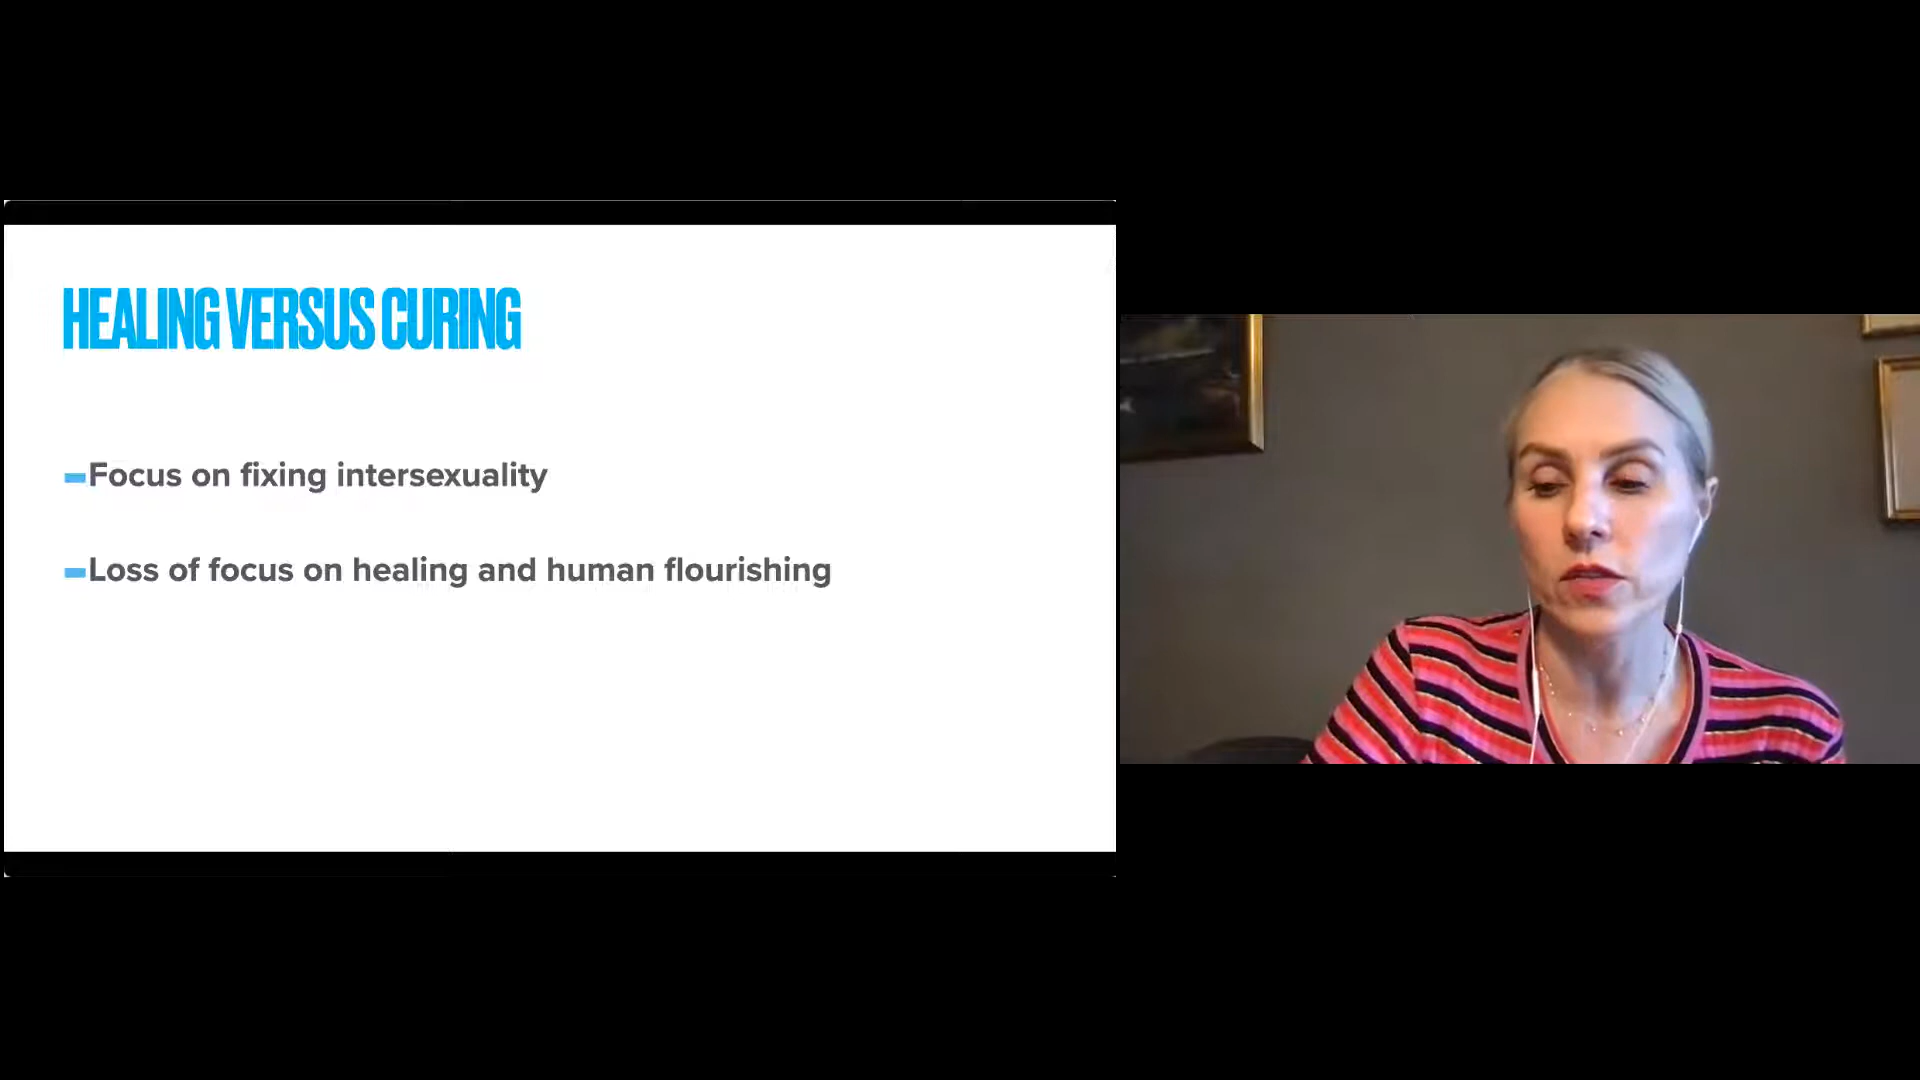 HEALING VERSUS CURING
Focus on fixing intersexuality
Loss of focus on healing and human flourishing